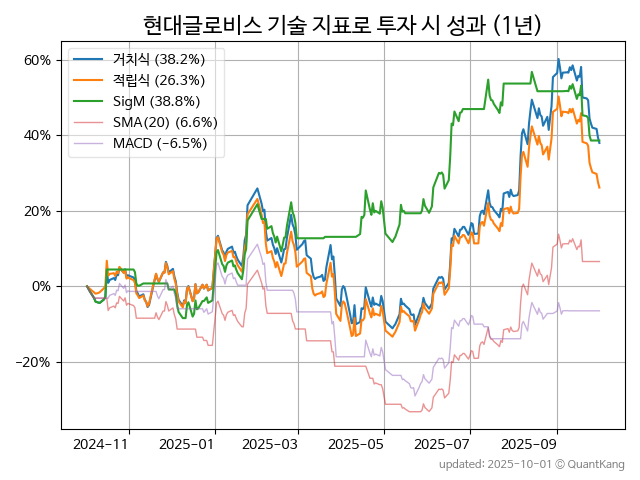 현대글로비스 기술 지표로 투자 시 성과 (1년)
거치식 (38.2%)
적립식 (26.3%)
SigM (38.8%)
SMA(20) (6.6%)
MACD (−6.5%)
60%
40%
20%
0%
−20%
2024-11 2025-01 2025-03 2025-05 2025-07 2025-09
updated: 2025-10-01 © QuantKang